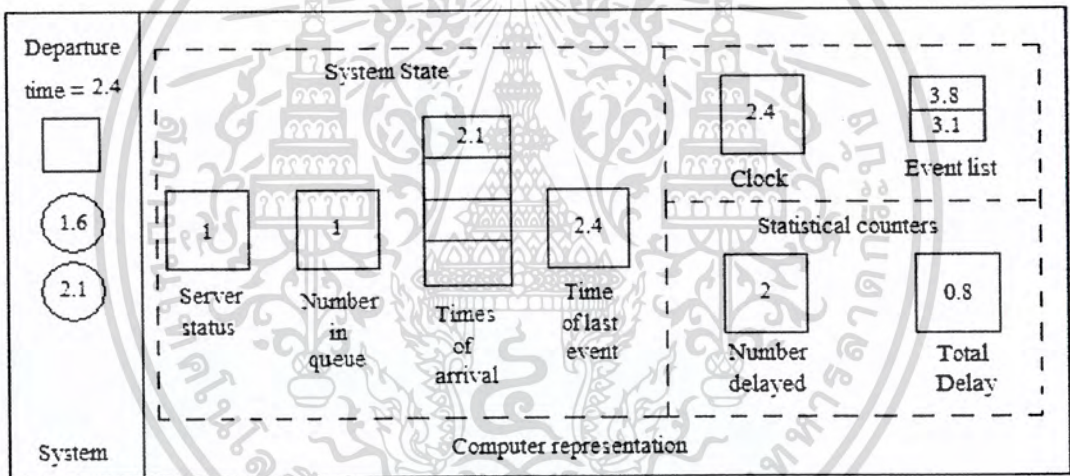 Departure
time = 2.4
1.6
2.1
System
System State
1
Server
status
1
Number
in
queue
2.1
Times
of
arrival
2.4
Time
of last
event
2.4
Clock
3.8
3.1
Event list
Statistical counters
2
Number
delayed
0.8
Total
Delay
Computer representation